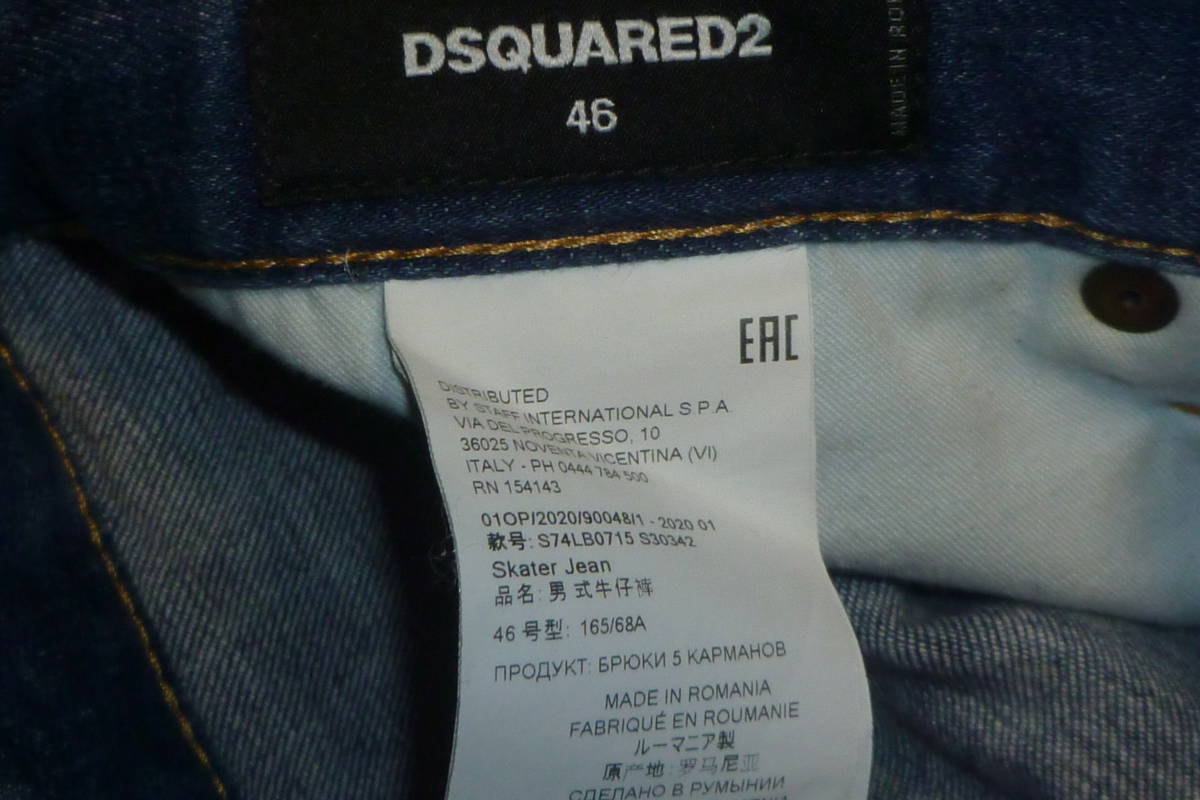 DSQUARED2
46
MADE IN RO
EAC
DISTRIBUTED
BY STAFF INTERNATIONAL S.P.A.
VIA DEL PROGRESSO, 10
36025 NOVENTA VICENTINA (VI)
ITALY - PH 0444 784 500
RN 154143
01OP/2020/90048/1 - 2020 01
款号: S74LB0715 S30342
Skater Jean
品名: 男式牛仔裤
46 号型: 165/68A
ПРОДУКТ: БРЮКИ 5 КАРМАНОВ
MADE IN ROMANIA
FABRIQUÉ EN ROUMANIE
ルーマニア製
原产地: 罗马尼亚
СДЕЛАНО В РУМЫНИИ